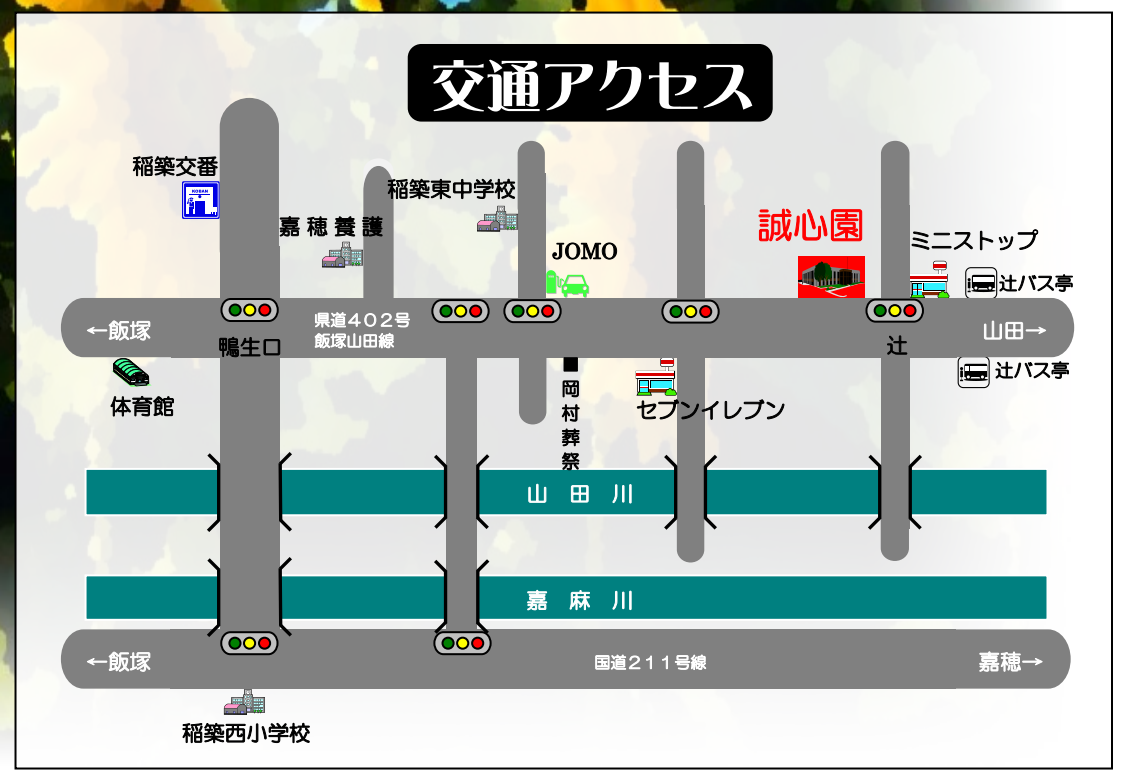 交通アクセス
稲築交番
KOBAN
嘉穂養護
稲築東中学校
JOMO
誠心園
ミニストップ
辻バス亭
←飯塚
県道402号
飯塚山田線
山田→
鴨生口
辻
辻バス亭
体育館
■岡村葬祭
セブンイレブン
山田川
嘉麻川
←飯塚
国道211号線
嘉穂→
稲築西小学校